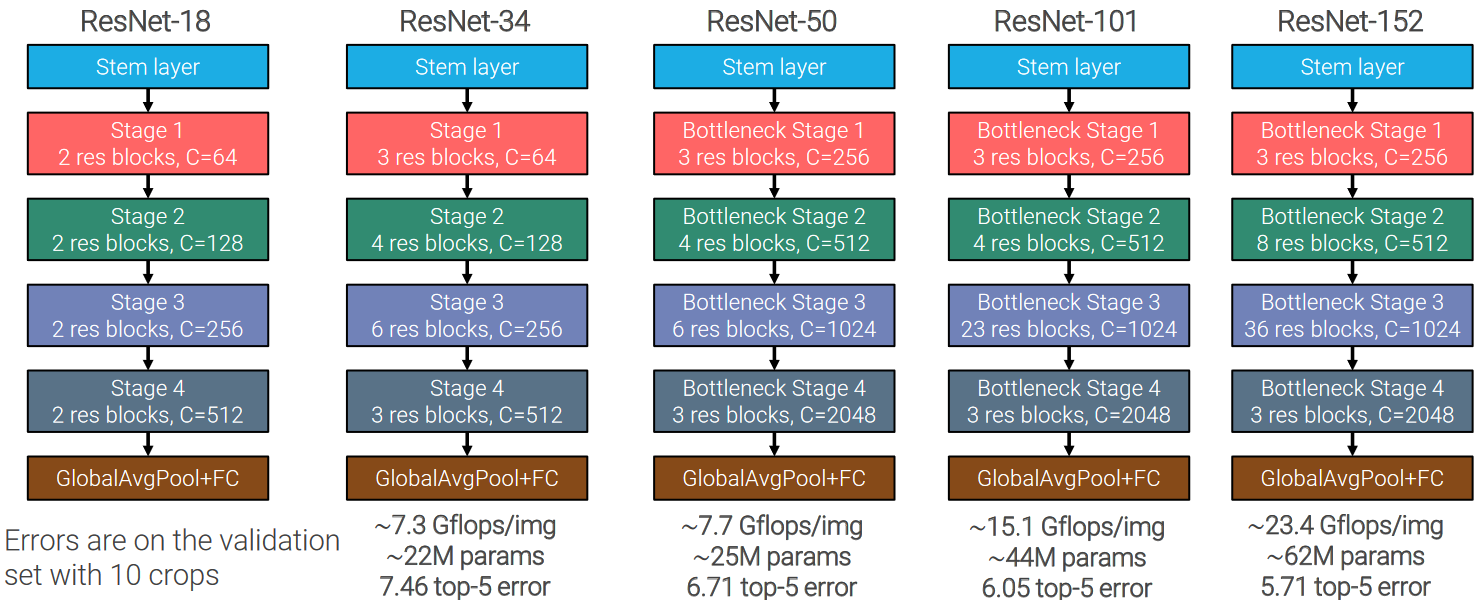 ResNet-18
Stem layer
Stage 1
2 res blocks, C=64
Stage 2
2 res blocks, C=128
Stage 3
2 res blocks, C=256
Stage 4
2 res blocks, C=512
GlobalAvgPool+FC
Errors are on the validation
set with 10 crops
ResNet-34
Stem layer
Stage 1
3 res blocks, C=64
Stage 2
4 res blocks, C=128
Stage 3
6 res blocks, C=256
Stage 4
3 res blocks, C=512
GlobalAvgPool+FC
~7.3 Gflops/img
~22M params
7.46 top-5 error
ResNet-50
Stem layer
Bottleneck Stage 1
3 res blocks, C=256
Bottleneck Stage 2
4 res blocks, C=512
Bottleneck Stage 3
6 res blocks, C=1024
Bottleneck Stage 4
3 res blocks, C=2048
GlobalAvgPool+FC
~7.7 Gflops/img
~25M params
6.71 top-5 error
ResNet-101
Stem layer
Bottleneck Stage 1
3 res blocks, C=256
Bottleneck Stage 2
4 res blocks, C=512
Bottleneck Stage 3
23 res blocks, C=1024
Bottleneck Stage 4
3 res blocks, C=2048
GlobalAvgPool+FC
~15.1 Gflops/img
~44M params
6.05 top-5 error
ResNet-152
Stem layer
Bottleneck Stage 1
3 res blocks, C=256
Bottleneck Stage 2
8 res blocks, C=512
Bottleneck Stage 3
36 res blocks, C=1024
Bottleneck Stage 4
3 res blocks, C=2048
GlobalAvgPool+FC
~23.4 Gflops/img
~62M params
5.71 top-5 error